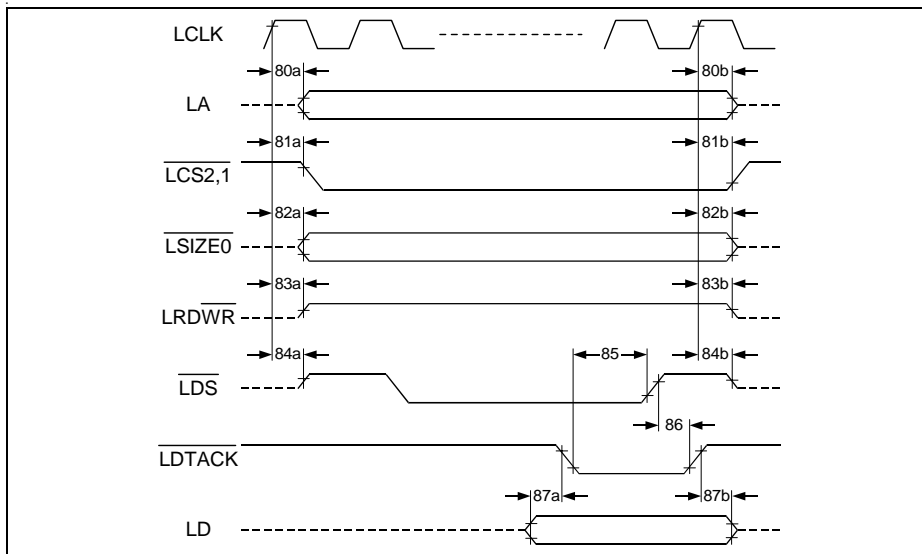 LCLK
80a 80b
LA
81a 81b
LCS2,1
82a 82b
LSIZE0
83a 83b
LRDWR
84a 85 84b
LDS
86
LDTACK
87a 87b
LD